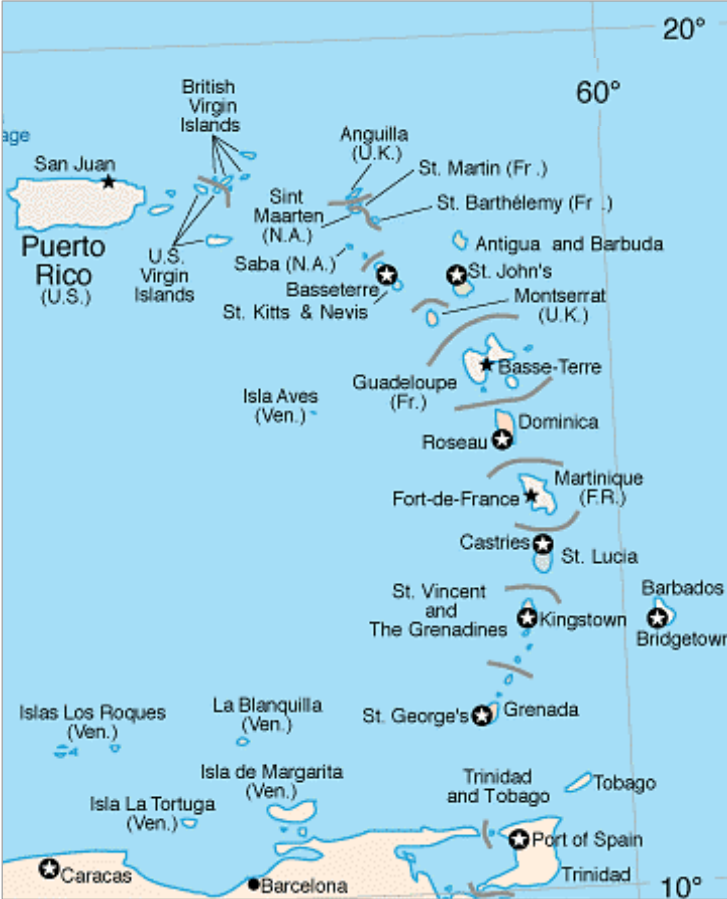 20°
60°
British
Virgin
Islands
age
San Juan
Anguilla
(U.K.)
St. Martin (Fr .)
Sint
Maarten
(N.A.)
St. Barthélemy (Fr .)
Puerto
Rico
(U.S.)
U.S.
Virgin
Islands
Saba (N.A.)
Antigua and Barbuda
St. John's
Basseterre
St. Kitts & Nevis
Montserrat
(U.K.)
Basse-Terre
Guadeloupe
(Fr.)
Isla Aves
(Ven.)
Dominica
Roseau
Martinique
(F.R.)
Fort-de-France
Castries
St. Lucia
St. Vincent
and
The Grenadines
Kingstown
Barbados
Bridgetown
Islas Los Roques
(Ven.)
La Blanquilla
(Ven.)
St. George's
Grenada
Isla de Margarita
(Ven.)
Trinidad
and Tobago
Tobago
Isla La Tortuga
(Ven.)
Port of Spain
Caracas
Barcelona
Trinidad
10°